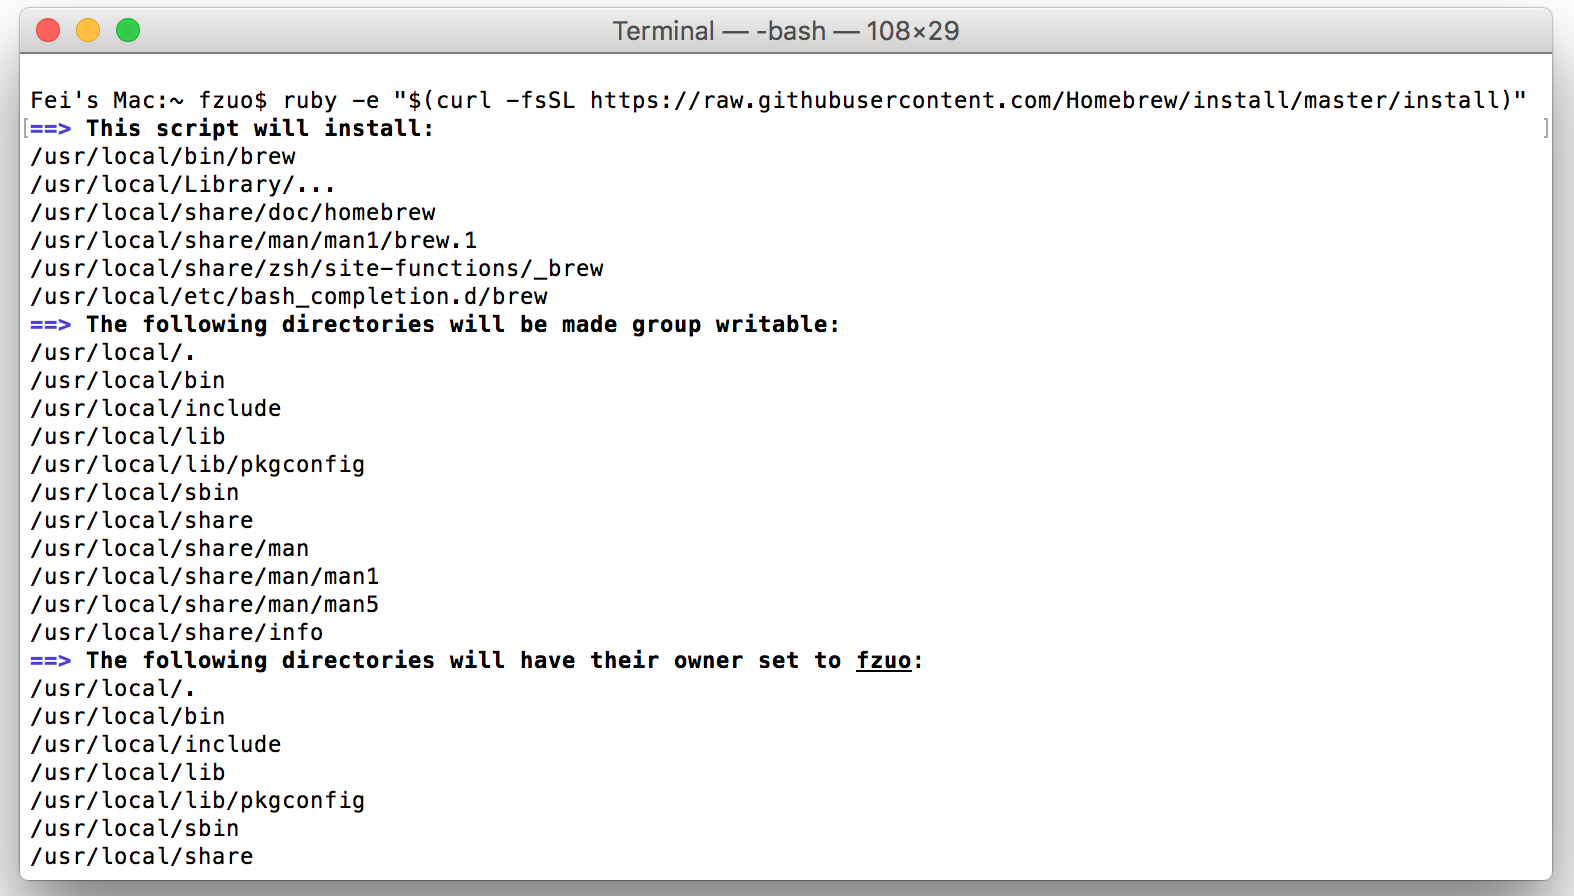 Terminal — -bash — 108×29
Fei's Mac:~ fzuo$ ruby -e "$(curl -fsSL https://raw.githubusercontent.com/Homebrew/install/master/install)"
[==> This script will install: ]
/usr/local/bin/brew
/usr/local/Library/...
/usr/local/share/doc/homebrew
/usr/local/share/man/man1/brew.1
/usr/local/share/zsh/site-functions/_brew
/usr/local/etc/bash_completion.d/brew
==> The following directories will be made group writable:
/usr/local/.
/usr/local/bin
/usr/local/include
/usr/local/lib
/usr/local/lib/pkgconfig
/usr/local/sbin
/usr/local/share
/usr/local/share/man
/usr/local/share/man/man1
/usr/local/share/man/man5
/usr/local/share/info
==> The following directories will have their owner set to fzuo:
/usr/local/.
/usr/local/bin
/usr/local/include
/usr/local/lib
/usr/local/lib/pkgconfig
/usr/local/sbin
/usr/local/share